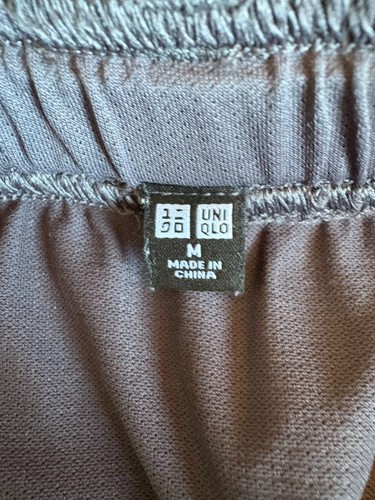 ユニ UNI
クロ QLO
M
MADE IN
CHINA